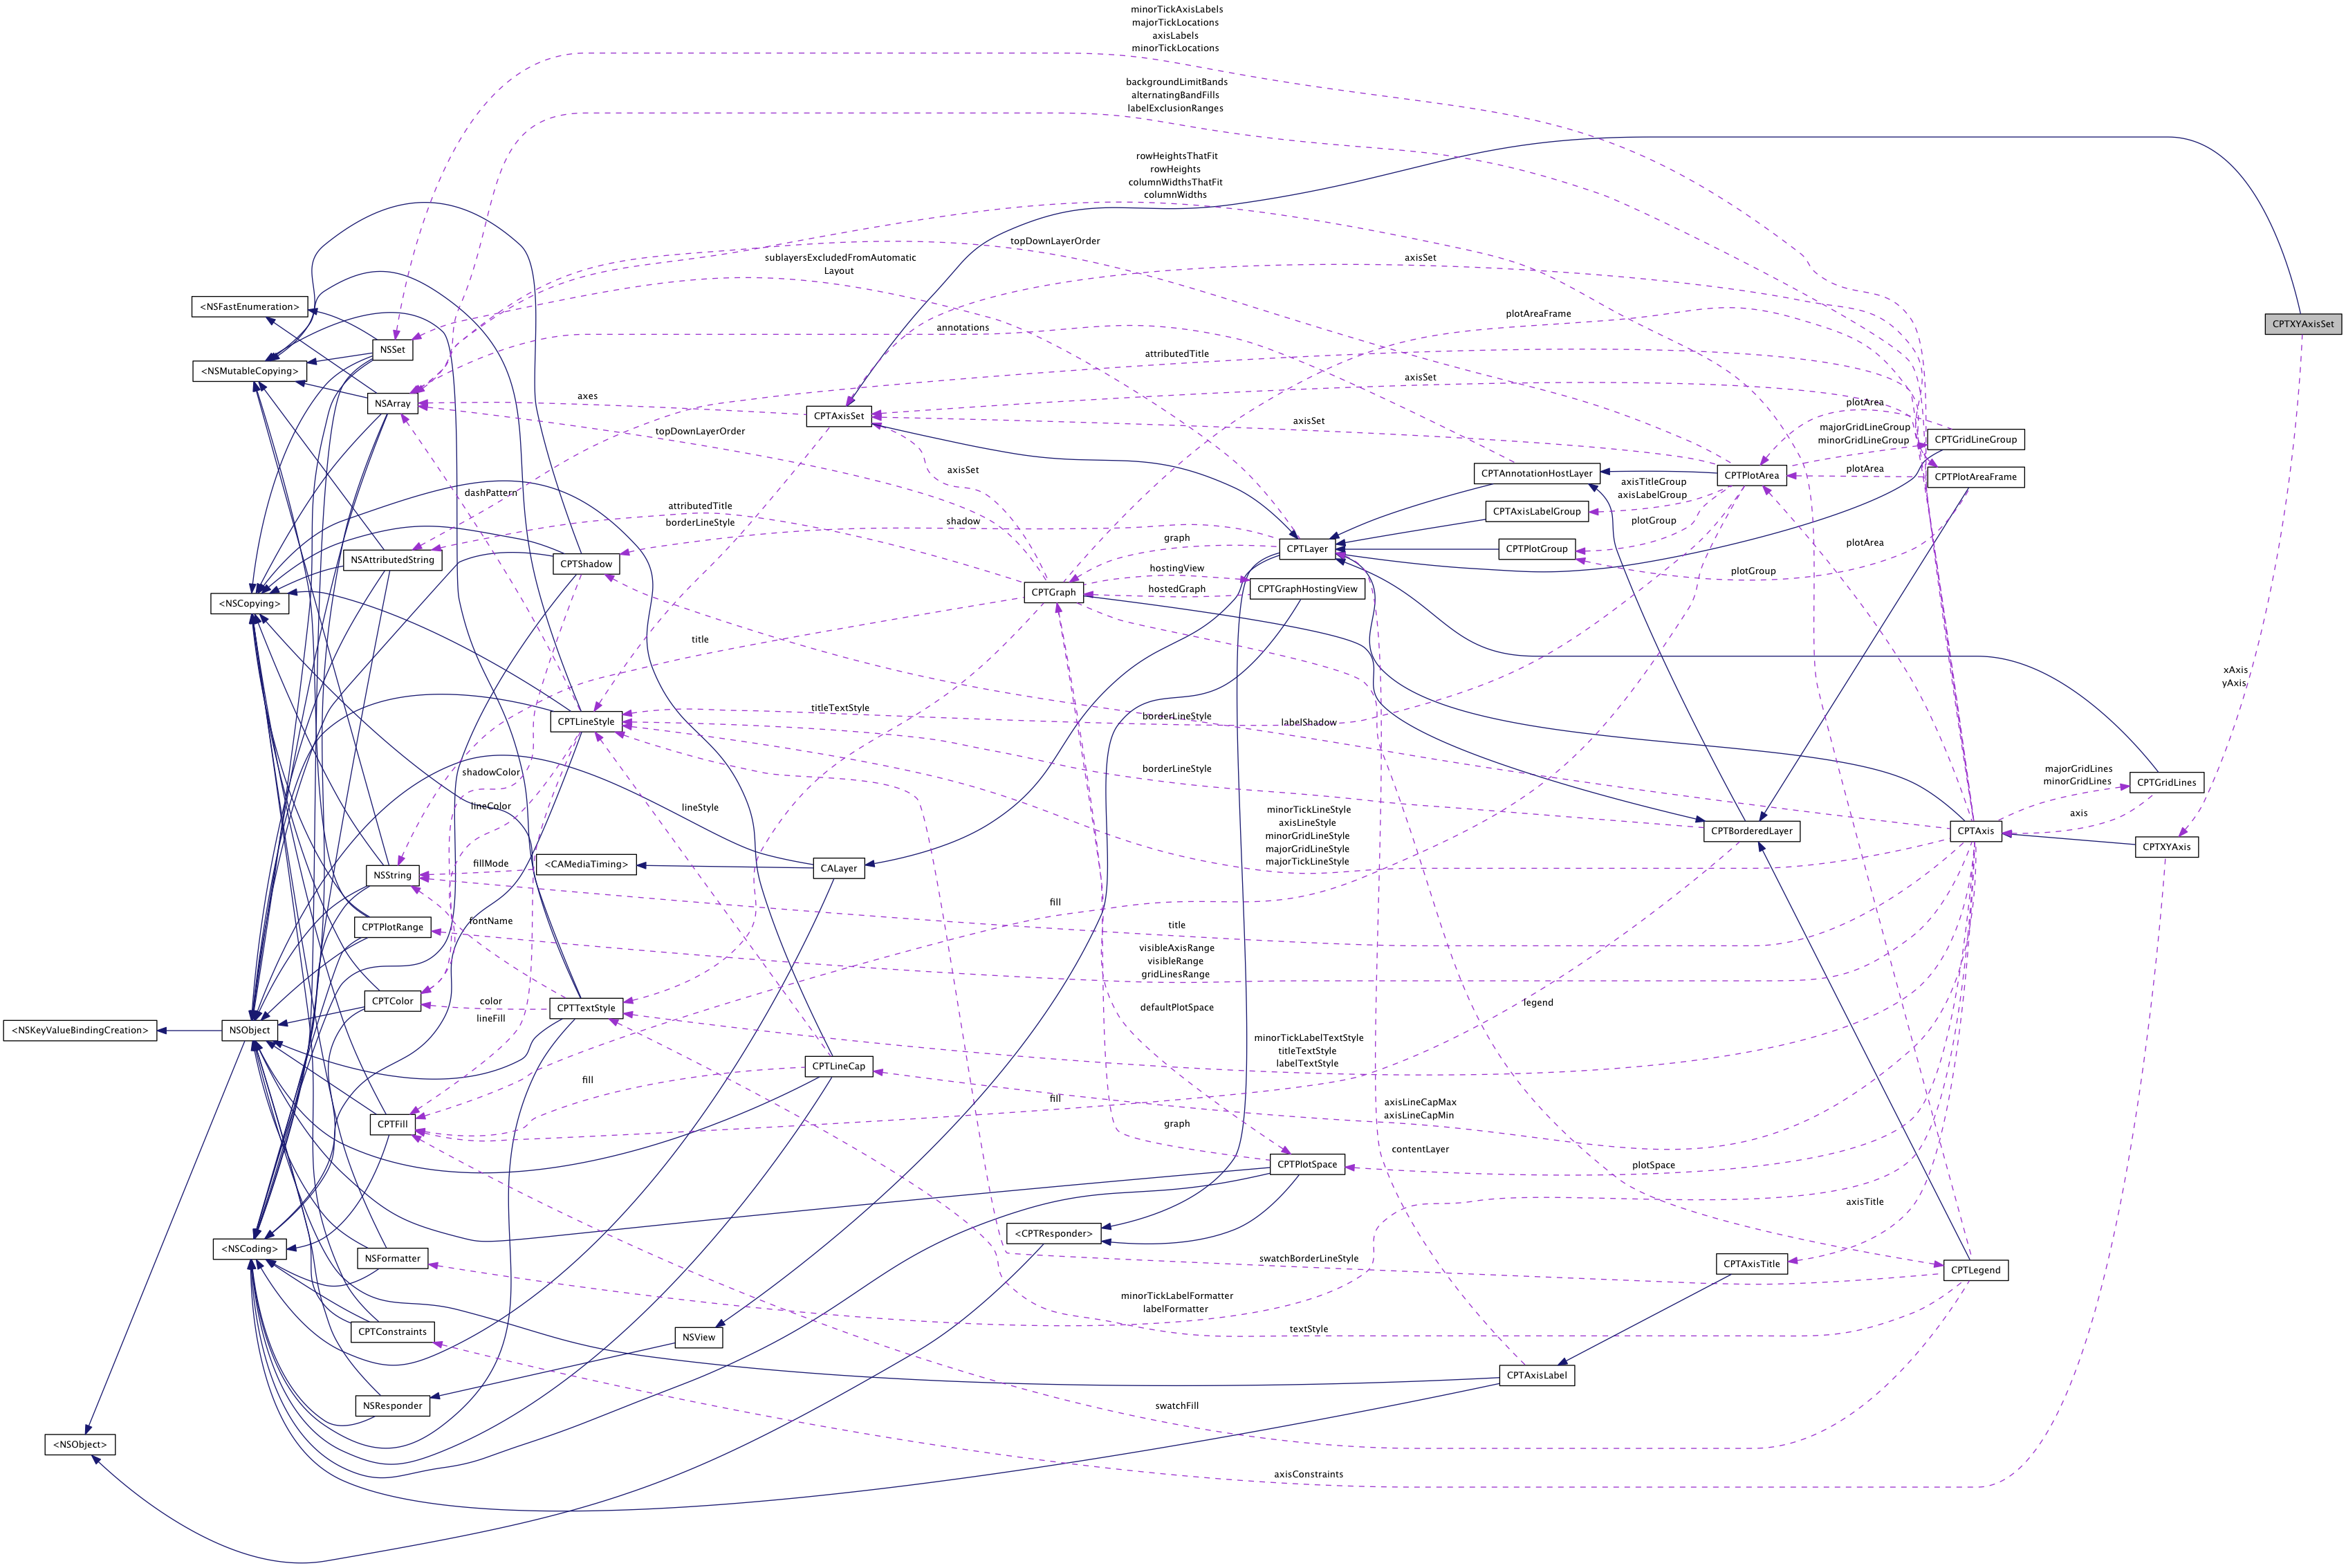 minorTickAxisLabels
majorTickLocations
axisLabels
minorTickLocations
backgroundLimitBands
alternatingBandFills
labelExclusionRanges
rowHeightsThatFit
rowHeights
columnWidthsThatFit
columnWidths
topDownLayerOrder
sublayersExcludedFromAutomatic
Layout
axisSet
<NSFastEnumeration>
plotAreaFrame
CPTXYAxisSet
annotations
NSSet
attributedTitle
<NSMutableCopying>
axisSet
axes
NSArray
plotArea
CPTAxisSet
axisSet
topDownLayerOrder
majorGridLineGroup
minorGridLineGroup
CPTGridLineGroup
axisSet
CPTAnnotationHostLayer
CPTPlotArea
plotArea
CPTPlotAreaFrame
axisTitleGroup
axisLabelGroup
dashPattern
attributedTitle
borderLineStyle
shadow
CPTAxisLabelGroup
plotGroup
graph
CPTLayer
CPTPlotGroup
plotArea
NSAttributedString
CPTShadow
hostingView
plotGroup
CPTGraph
hostedGraph
CPTGraphHostingView
<NSCopying>
title
xAxis
yAxis
titleTextStyle
CPTLineStyle
borderLineStyle
labelShadow
shadowColor
borderLineStyle
majorGridLines
minorGridLines
CPTGridLines
lineColor
lineStyle
minorTickLineStyle
axisLineStyle
minorGridLineStyle
majorGridLineStyle
majorTickLineStyle
axis
CPTBorderedLayer
CPTAxis
CPTXYAxis
fillMode
<CAMediaTiming>
CALayer
NSString
fill
fontName
CPTPlotRange
title
visibleAxisRange
visibleRange
gridLinesRange
CPTColor
color
CPTTextStyle
defaultPlotSpace
legend
lineFill
<NSKeyValueBindingCreation>
NSObject
minorTickLabelTextStyle
titleTextStyle
labelTextStyle
CPTLineCap
fill
fill
axisLineCapMax
axisLineCapMin
CPTFill
graph
contentLayer
CPTPlotSpace
plotSpace
axisTitle
<CPTResponder>
<NSCoding>
NSFormatter
swatchBorderLineStyle
CPTAxisTitle
CPTLegend
minorTickLabelFormatter
labelFormatter
CPTConstraints
NSView
textStyle
CPTAxisLabel
NSResponder
swatchFill
<NSObject>
axisConstraints